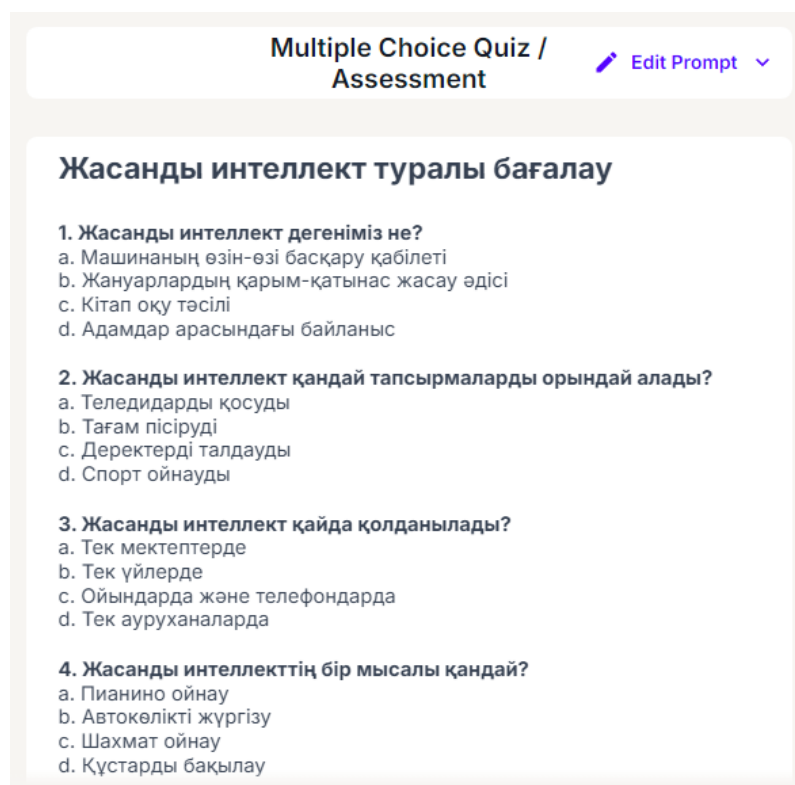 Multiple Choice Quiz /
Assessment
Edit Prompt
Жасанды интеллект туралы бағалау
1. Жасанды интеллект дегеніміз не?
a. Машинаның өзін-өзі басқару қабілеті
b. Жануарлардың қарым-қатынас жасау әдісі
c. Кітап оқу тәсілі
d. Адамдар арасындағы байланыс
2. Жасанды интеллект қандай тапсырмаларды орындай алады?
a. Теледидарды қосуды
b. Тағам пісіруді
c. Деректерді талдауды
d. Спорт ойнауды
3. Жасанды интеллект қайда қолданылады?
a. Тек мектептерде
b. Тек үйлерде
c. Ойындарда және телефондарда
d. Тек ауруханаларда
4. Жасанды интеллекттің бір мысалы қандай?
a. Пианино ойнау
b. Автокөлікті жүргізу
c. Шахмат ойнау
d. Құстарды бақылау